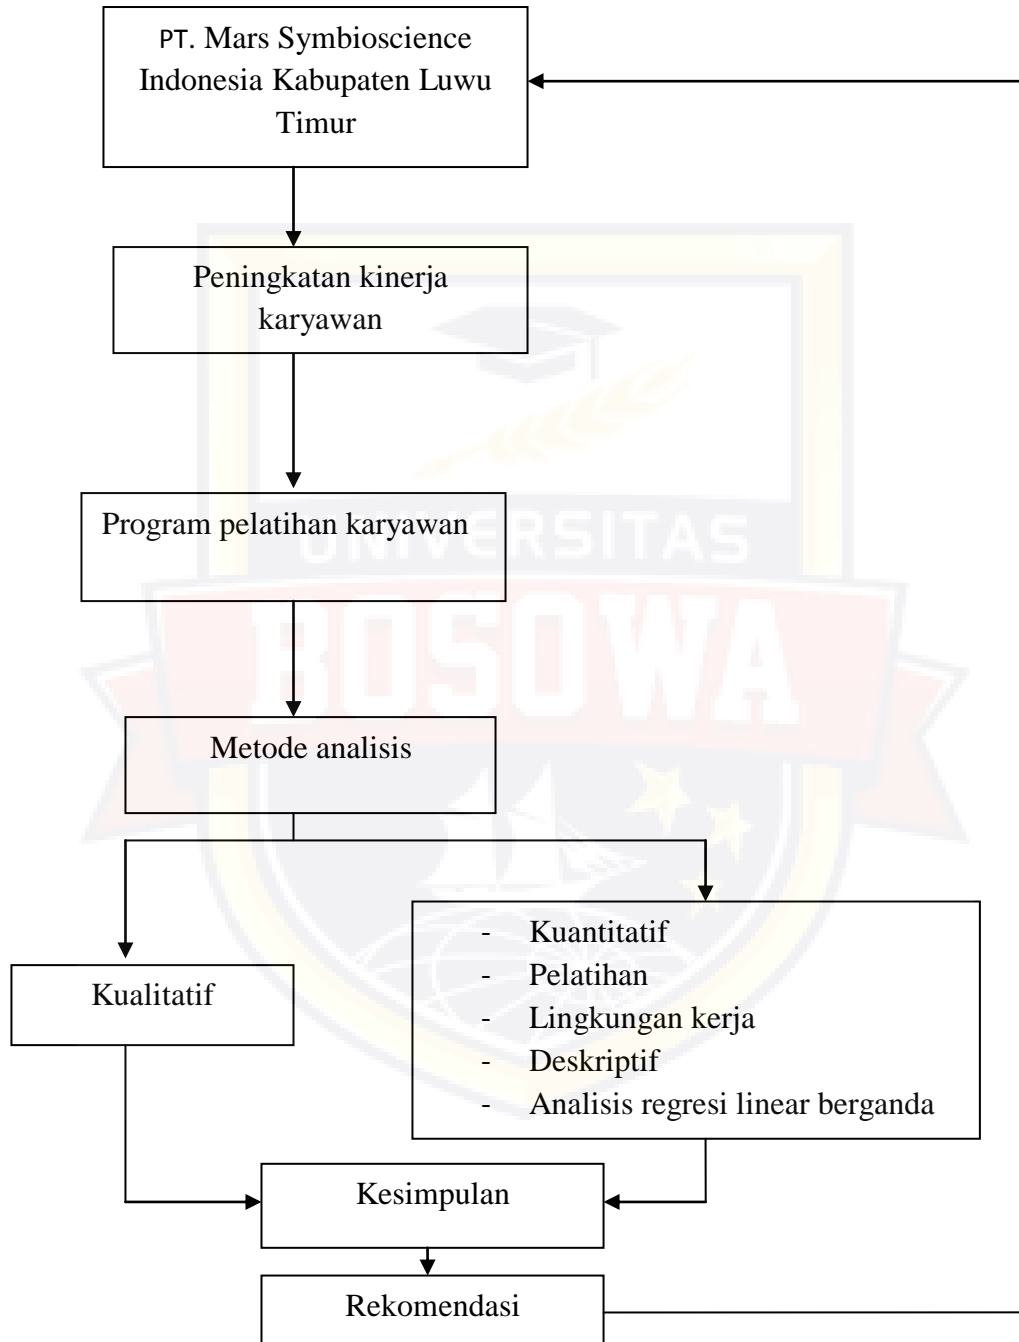 PT. Mars Symbioscience
Indonesia Kabupaten Luwu
Timur
Peningkatan kinerja
karyawan
Program pelatihan karyawan
UNIVERSITAS
BOSOWA
Metode analisis
- Kuantitatif
- Pelatihan
- Lingkungan kerja
- Deskriptif
- Analisis regresi linear berganda
Kualitatif
Kesimpulan
Rekomendasi